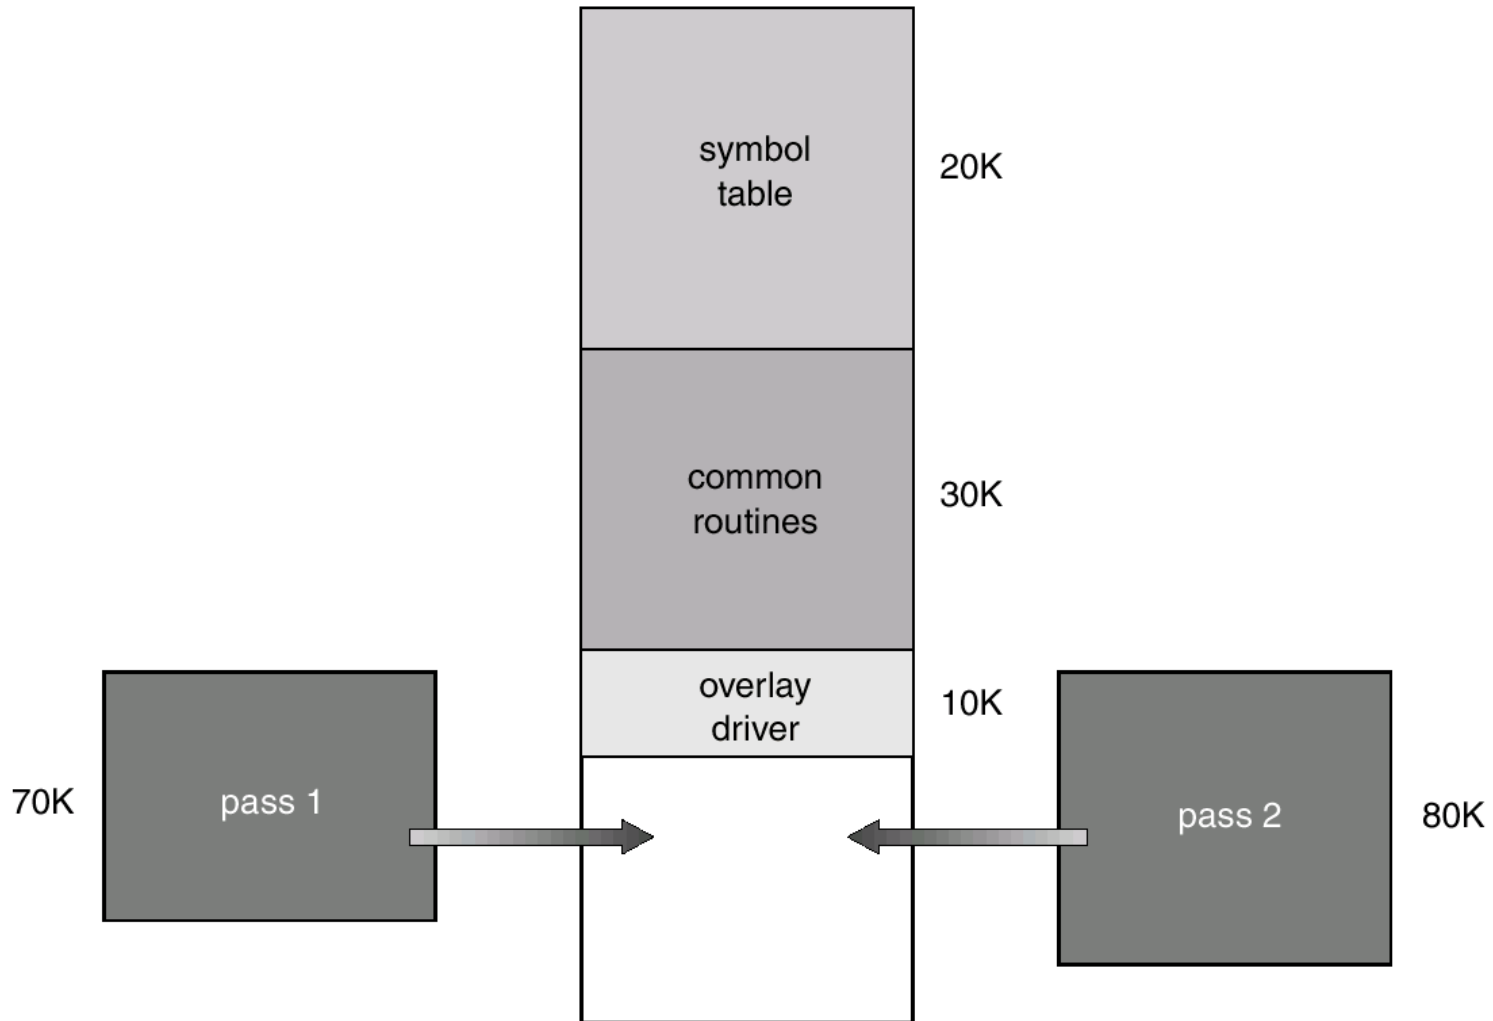 symbol
table
20K
common
routines
30K
overlay
driver
10K
70K
pass 1
pass 2
80K